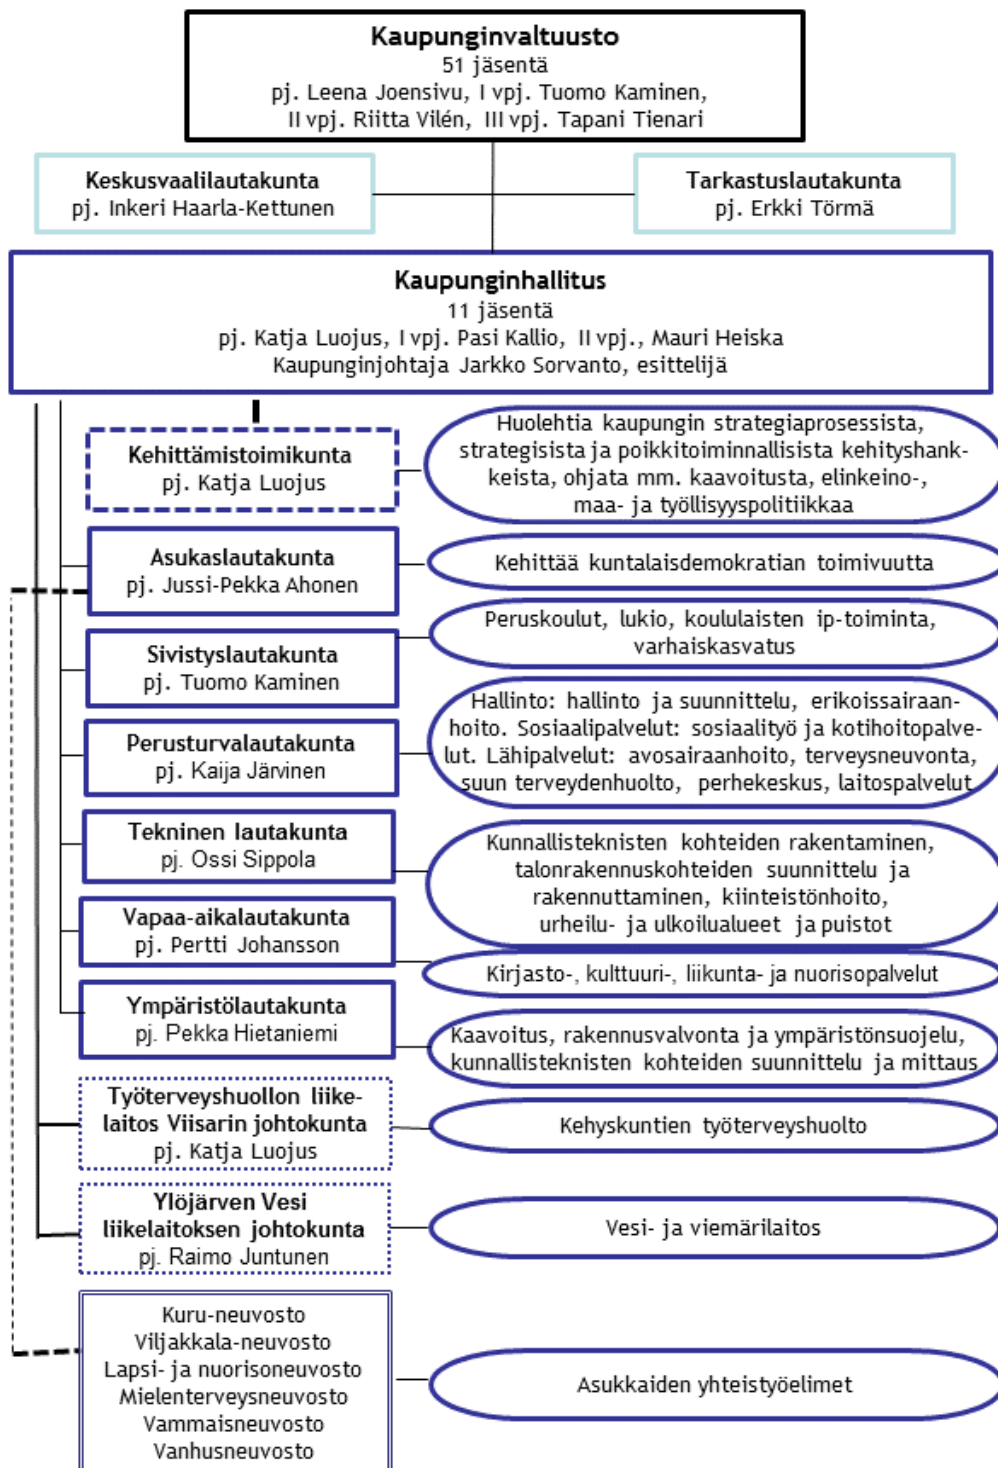 Kaupunginvaltuusto
51 jäsentä
pj. Leena Joensivu, I vpj. Tuomo Kaminen,
II vpj. Riitta Vilén, III vpj. Tapani Tienari
Keskusvaalilautakunta
pj. Inkeri Haarla-Kettunen
Tarkastuslautakunta
pj. Erkki Törmä
Kaupunginhallitus
11 jäsentä
pj. Katja Luojus, I vpj. Pasi Kallio, II vpj., Mauri Heiska
Kaupunginjohtaja Jarkko Sorvanto, esittelijä
Kehittämistoimikunta
pj. Katja Luojus
Huolehtia kaupungin strategiaprosessista,
strategisista ja poikkitoiminnallisista kehityshank-
keista, ohjata mm. kaavoitusta, elinkeino-,
maa- ja työllisyyspolitiikkaa
Asukaslautakunta
pj. Jussi-Pekka Ahonen
Kehittää kuntalaisdemokratian toimivuutta
Sivistyslautakunta
pj. Tuomo Kaminen
Peruskoulut, lukio, koululaisten ip-toiminta,
varhaiskasvatus
Perusturvalautakunta
pj. Kaija Järvinen
Hallinto: hallinto ja suunnittelu, erikoissairaan-
hoito. Sosiaalipalvelut: sosiaalityö ja kotihoitopalve-
lut. Lähipalvelut: avosairaanhoito, terveysneuvonta,
suun terveydenhuolto, perhekeskus, laitospalvelut
Tekninen lautakunta
pj. Ossi Sippola
Kunnallisteknisten kohteiden rakentaminen,
talonrakennuskohteiden suunnittelu ja
rakennuttaminen, kiinteistönhoito,
urheilu- ja ulkoilualueet ja puistot
Vapaa-aikalautakunta
pj. Pertti Johansson
Kirjasto-, kulttuuri-, liikunta- ja nuorisopalvelut
Ympäristölautakunta
pj. Pekka Hietaniemi
Kaavoitus, rakennusvalvonta ja ympäristönsuojelu,
kunnallisteknisten kohteiden suunnittelu ja mittaus
Työterveyshuollon liike-
laitos Viisarin johtokunta
pj. Katja Luojus
Kehyskuntien työterveyshuolto
Ylöjärven Vesi
liikelaitoksen johtokunta
pj. Raimo Juntunen
Vesi- ja viemärilaitos
Kuru-neuvosto
Viljakkala-neuvosto
Lapsi- ja nuorisoneuvosto
Mielenterveysneuvosto
Vammaisneuvosto
Vanhusneuvosto
Asukkaiden yhteistyöelimet